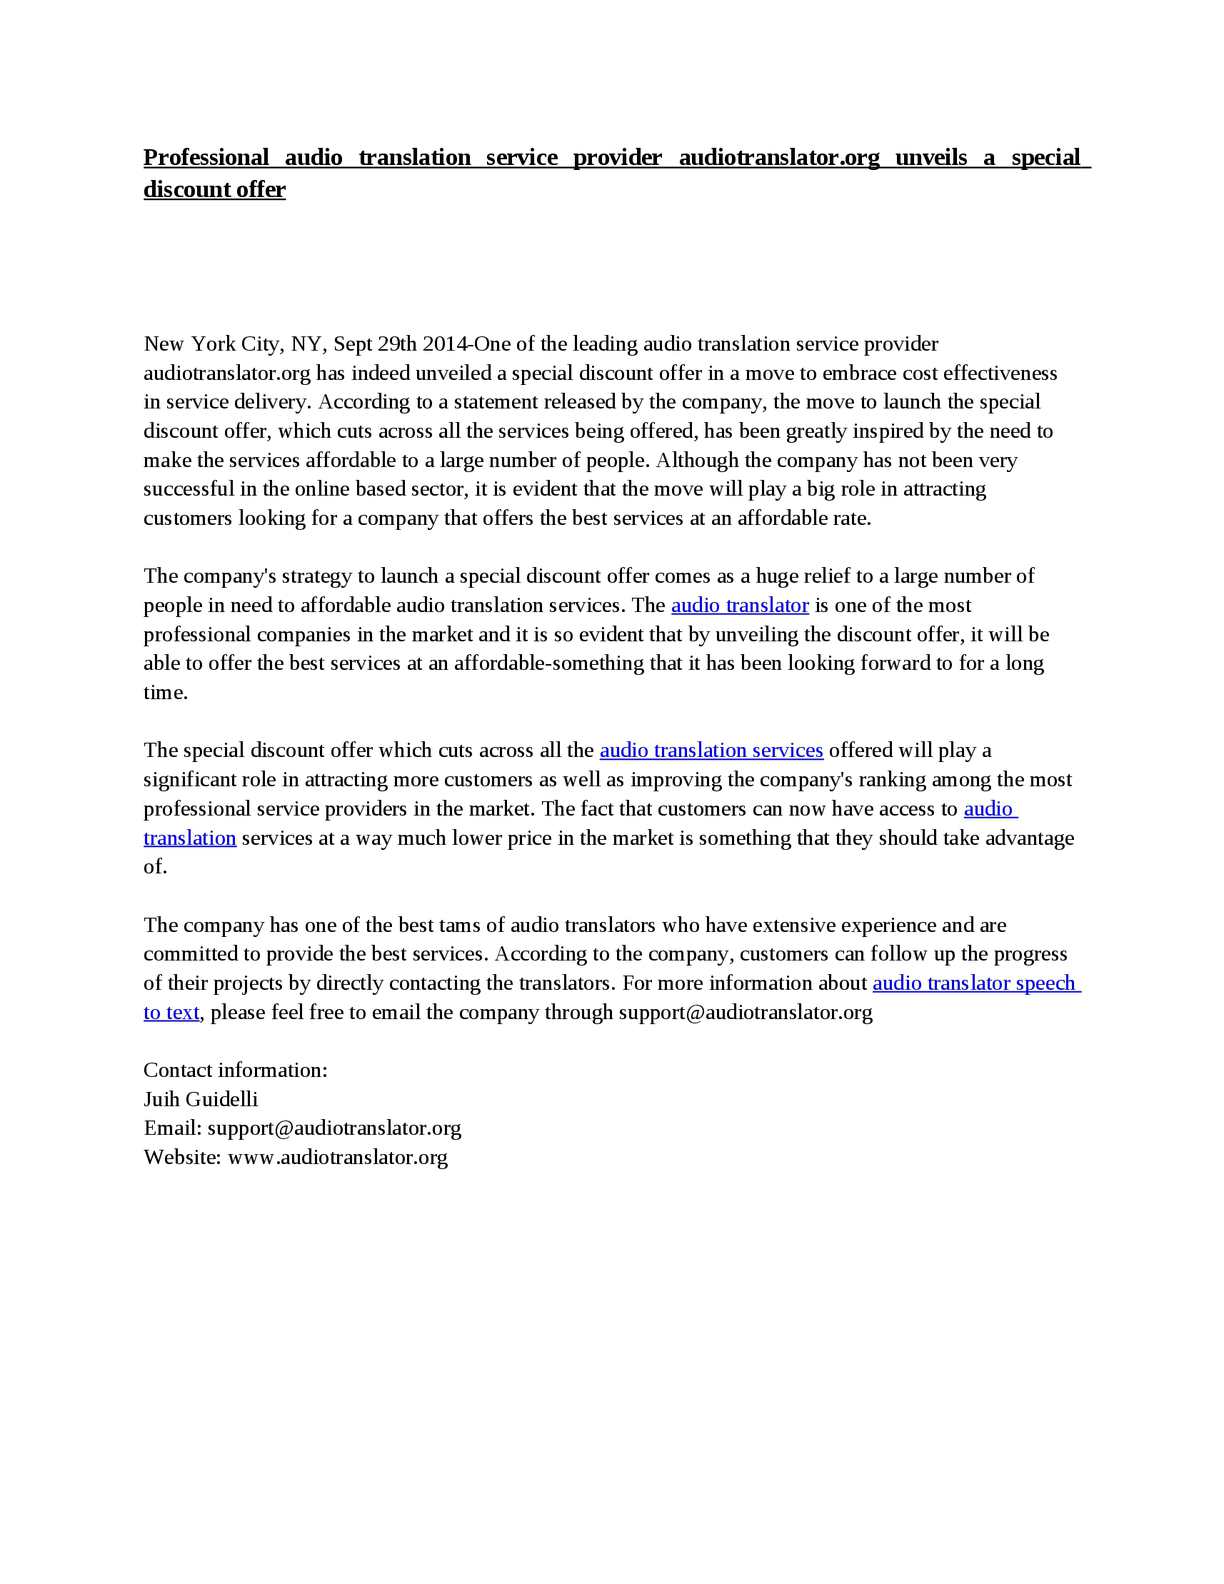 Professional audio translation service provider audiotranslator.org unveils a special
discount offer
New York City, NY, Sept 29th 2014-One of the leading audio translation service provider
audiotranslator.org has indeed unveiled a special discount offer in a move to embrace cost effectiveness
in service delivery. According to a statement released by the company, the move to launch the special
discount offer, which cuts across all the services being offered, has been greatly inspired by the need to
make the services affordable to a large number of people. Although the company has not been very
successful in the online based sector, it is evident that the move will play a big role in attracting
customers looking for a company that offers the best services at an affordable rate.
The company's strategy to launch a special discount offer comes as a huge relief to a large number of
people in need to affordable audio translation services. The audio translator is one of the most
professional companies in the market and it is so evident that by unveiling the discount offer, it will be
able to offer the best services at an affordable-something that it has been looking forward to for a long
time.
The special discount offer which cuts across all the audio translation services offered will play a
significant role in attracting more customers as well as improving the company's ranking among the most
professional service providers in the market. The fact that customers can now have access to audio
translation services at a way much lower price in the market is something that they should take advantage
of.
The company has one of the best tams of audio translators who have extensive experience and are
committed to provide the best services. According to the company, customers can follow up the progress
of their projects by directly contacting the translators. For more information about audio translator speech
to text, please feel free to email the company through support@audiotranslator.org
Contact information:
Juih Guidelli
Email: support@audiotranslator.org
Website: www.audiotranslator.org